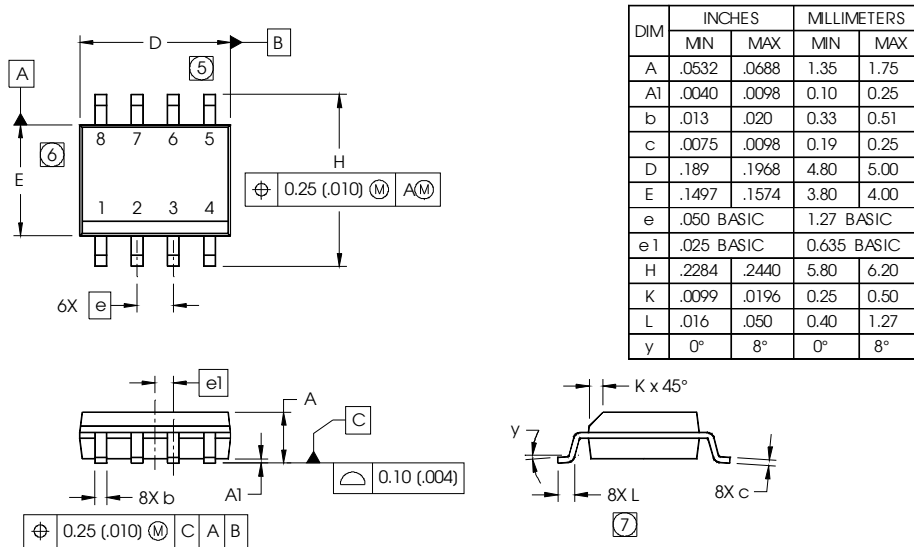 D
B
5
A
8 7 6 5
6
E
H
⌖ 0.25 (.010) Ⓜ AⓂ
1 2 3 4
6X e
DIM INCHES MILLIMETERS
MIN MAX MIN MAX
A .0532 .0688 1.35 1.75
A1 .0040 .0098 0.10 0.25
b .013 .020 0.33 0.51
c .0075 .0098 0.19 0.25
D .189 .1968 4.80 5.00
E .1497 .1574 3.80 4.00
e .050 BASIC 1.27 BASIC
e1 .025 BASIC 0.635 BASIC
H .2284 .2440 5.80 6.20
K .0099 .0196 0.25 0.50
L .016 .050 0.40 1.27
y 0° 8° 0° 8°
e1
A
C
A1
8X b
⌓ 0.10 (.004)
⌖ 0.25 (.010) Ⓜ C A B
K x 45°
y
8X L
8X c
7